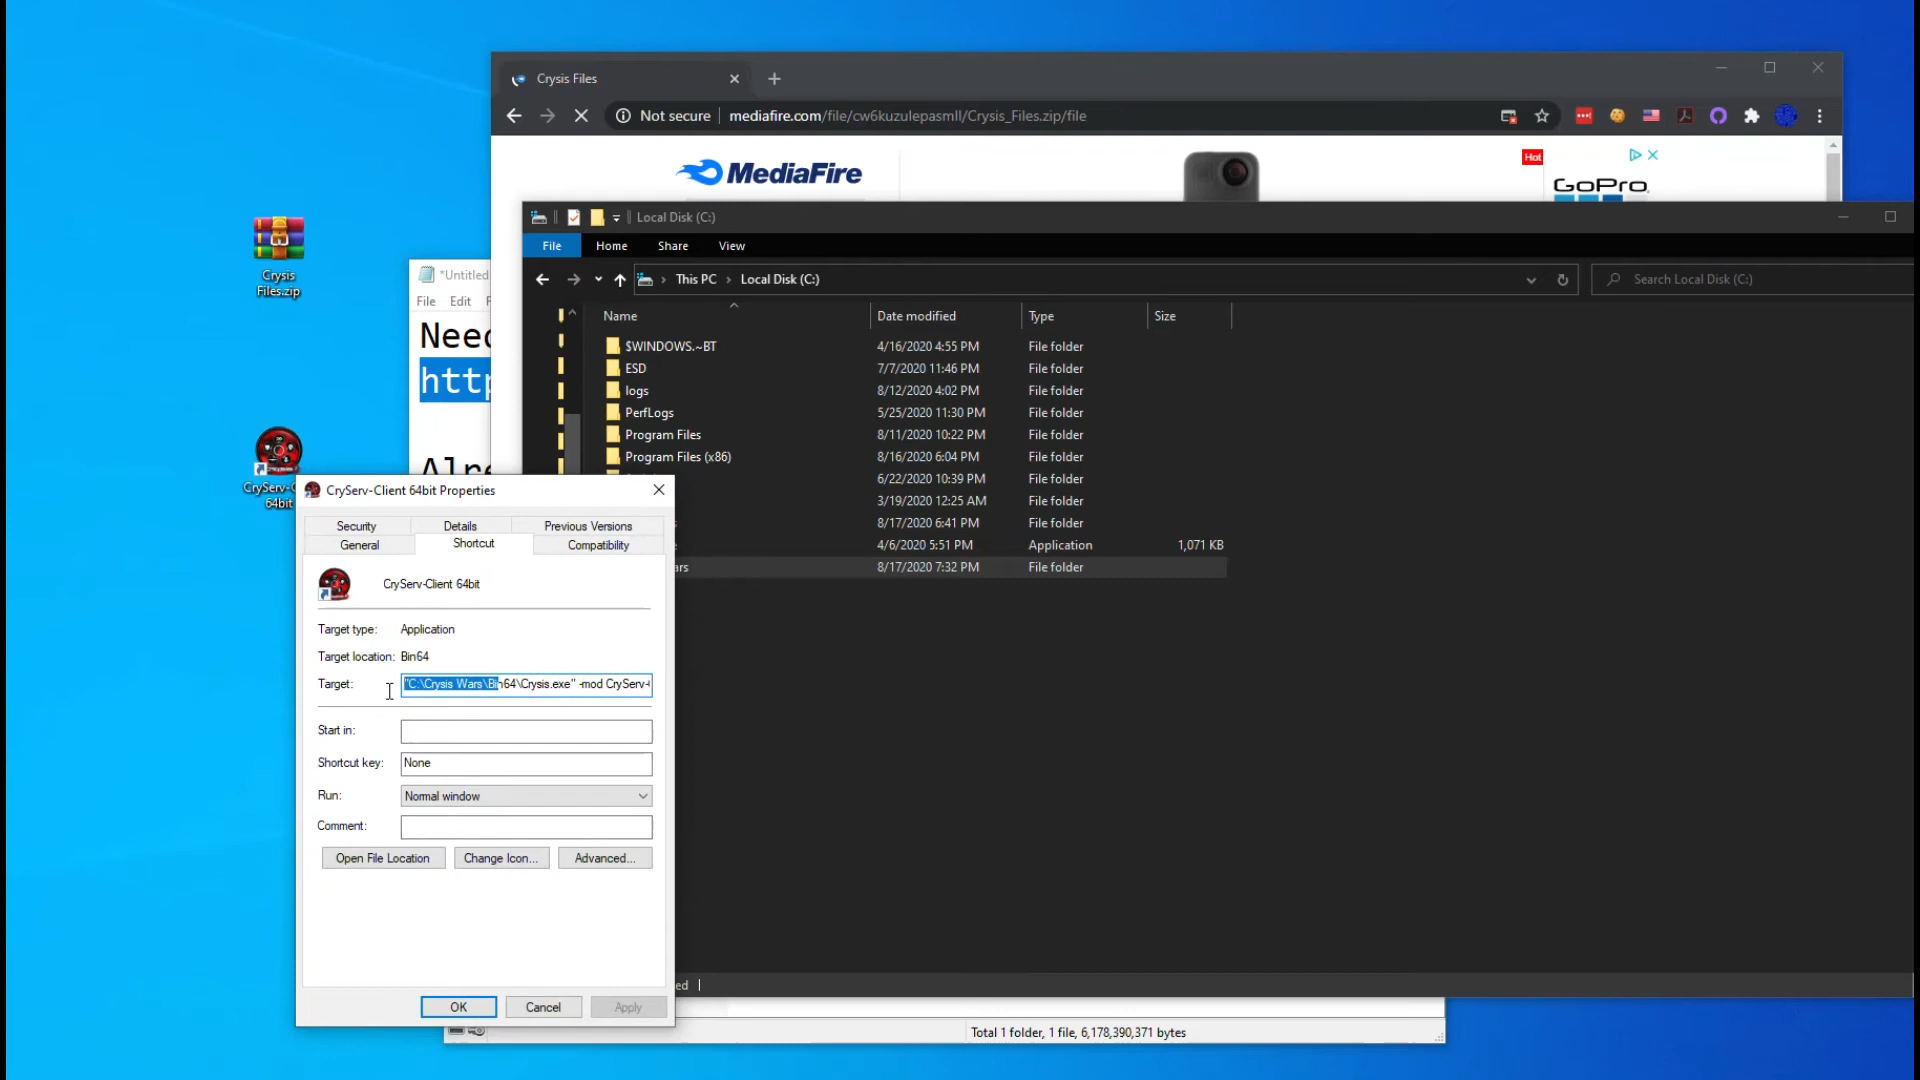 Crysis Files
Not secure
mediafire.com/file/cw6kuzulepasmll/Crysis_Files.zip/file
MediaFire
Hot
GoPro
Crysis
Files.zip
CryServ-C
64bit
*Untitled
File Edit F
Need
http
Alre
Local Disk (C:)
File Home Share View
This PC > Local Disk (C:)
Search Local Disk (C:)
Name Date modified Type Size
$WINDOWS.~BT 4/16/2020 4:55 PM File folder
ESD 7/7/2020 11:46 PM File folder
logs 8/12/2020 4:02 PM File folder
PerfLogs 5/25/2020 11:30 PM File folder
Program Files 8/11/2020 10:22 PM File folder
Program Files (x86) 8/16/2020 6:04 PM File folder
6/22/2020 10:39 PM File folder
3/19/2020 12:25 AM File folder
s 8/17/2020 6:41 PM File folder
e 4/6/2020 5:51 PM Application 1,071 KB
ars 8/17/2020 7:32 PM File folder
CryServ-Client 64bit Properties
Security Details Previous Versions
General Shortcut Compatibility
CryServ-Client 64bit
Target type: Application
Target location: Bin64
Target: "C:\Crysis Wars\Bin64\Crysis.exe" -mod CryServ-
Start in:
Shortcut key: None
Run: Normal window
Comment:
Open File Location Change Icon... Advanced...
OK Cancel Apply
ed
Total 1 folder, 1 file, 6,178,390,371 bytes